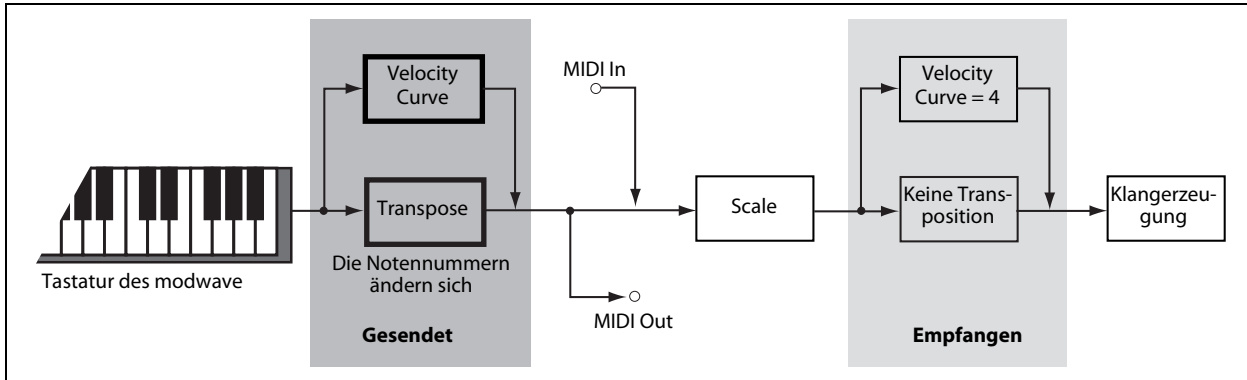 Velocity
Curve
MIDI In
Velocity
Curve = 4
Transpose
Scale
Keine Trans-
position
Klangerzeu-
gung
Tastatur des modwave
Die Notennummern
ändern sich
MIDI Out
Gesendet
Empfangen